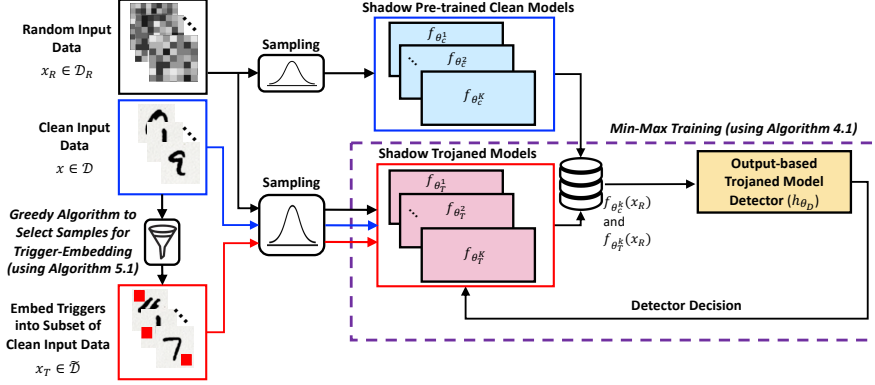 Shadow Pre-trained Clean Models
Random Input
Data
x_R ∈ 𝒟_R
Sampling
f_{θ_c^1}
f_{θ_c^2}
f_{θ_c^K}
Clean Input
Data
x ∈ 𝒟
Min-Max Training (using Algorithm 4.1)
Shadow Trojaned Models
Sampling
f_{θ_T^1}
f_{θ_T^2}
f_{θ_T^K}
f_{θ_c^k}(x_R)
and
f_{θ_T^k}(x_R)
Output-based
Trojaned Model
Detector (h_{θ_D})
Greedy Algorithm to
Select Samples for
Trigger-Embedding
(using Algorithm 5.1)
Detector Decision
Embed Triggers
into Subset of
Clean Input Data
x_T ∈ 𝒟̃
9
7